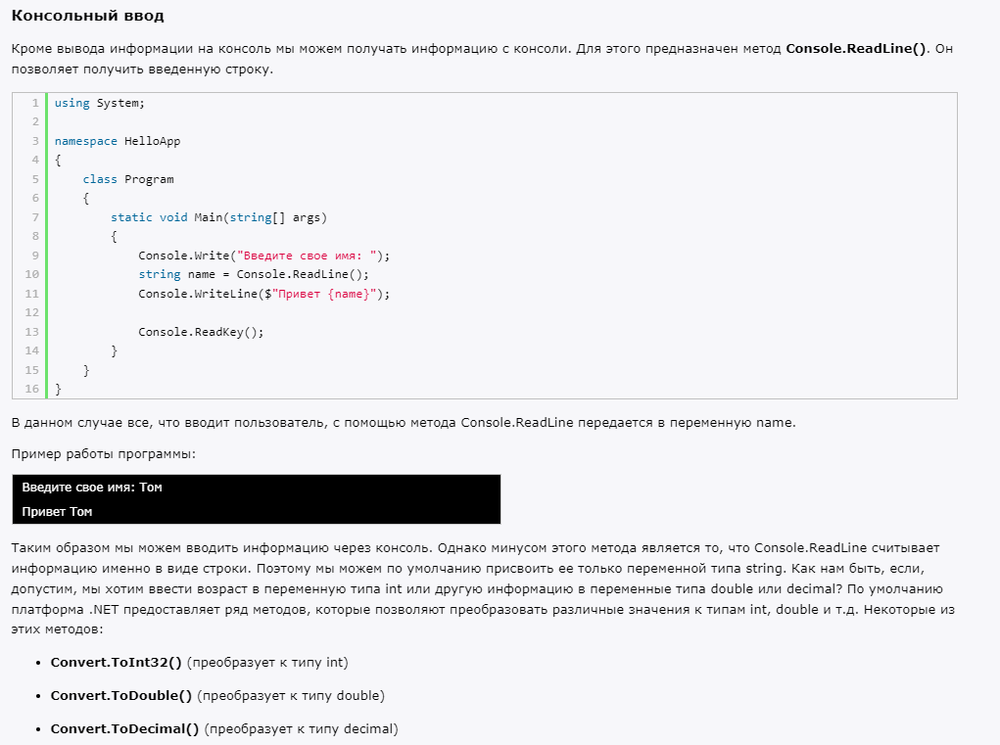 Консольный ввод
Кроме вывода информации на консоль мы можем получать информацию с консоли. Для этого предназначен метод Console.ReadLine(). Он
позволяет получить введенную строку.
1 using System;
2
3 namespace HelloApp
4 {
5     class Program
6     {
7         static void Main(string[] args)
8         {
9             Console.Write("Введите свое имя: ");
10             string name = Console.ReadLine();
11             Console.WriteLine($"Привет {name}");
12
13             Console.ReadKey();
14         }
15     }
16 }
В данном случае все, что вводит пользователь, с помощью метода Console.ReadLine передается в переменную name.
Пример работы программы:
Введите свое имя: Том
Привет Том
Таким образом мы можем вводить информацию через консоль. Однако минусом этого метода является то, что Console.ReadLine считывает
информацию именно в виде строки. Поэтому мы можем по умолчанию присвоить ее только переменной типа string. Как нам быть, если,
допустим, мы хотим ввести возраст в переменную типа int или другую информацию в переменные типа double или decimal? По умолчанию
платформа .NET предоставляет ряд методов, которые позволяют преобразовать различные значения к типам int, double и т.д. Некоторые из
этих методов:
• Convert.ToInt32() (преобразует к типу int)
• Convert.ToDouble() (преобразует к типу double)
• Convert.ToDecimal() (преобразует к типу decimal)